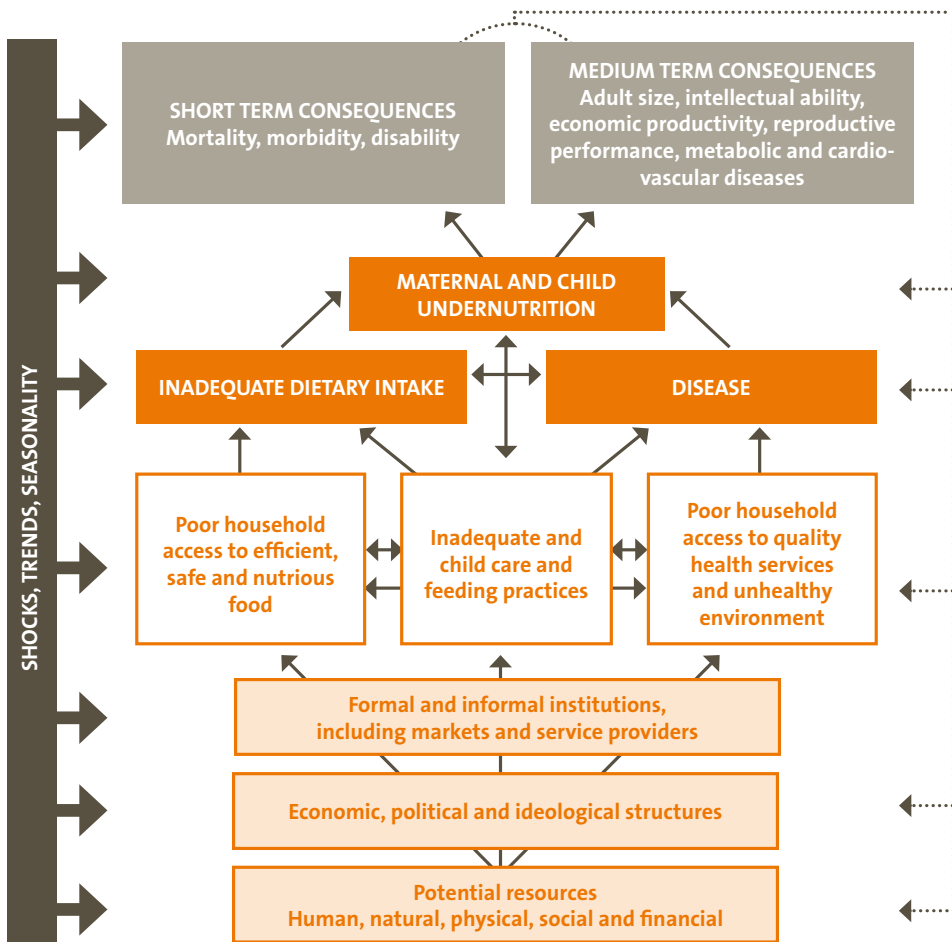 SHOCKS, TRENDS, SEASONALITY
SHORT TERM CONSEQUENCES
Mortality, morbidity, disability
MEDIUM TERM CONSEQUENCES
Adult size, intellectual ability,
economic productivity, reproductive
performance, metabolic and cardio-
vascular diseases
MATERNAL AND CHILD
UNDERNUTRITION
INADEQUATE DIETARY INTAKE
DISEASE
Poor household
access to efficient,
safe and nutrious
food
Inadequate and
child care and
feeding practices
Poor household
access to quality
health services
and unhealthy
environment
Formal and informal institutions,
including markets and service providers
Economic, political and ideological structures
Potential resources
Human, natural, physical, social and financial